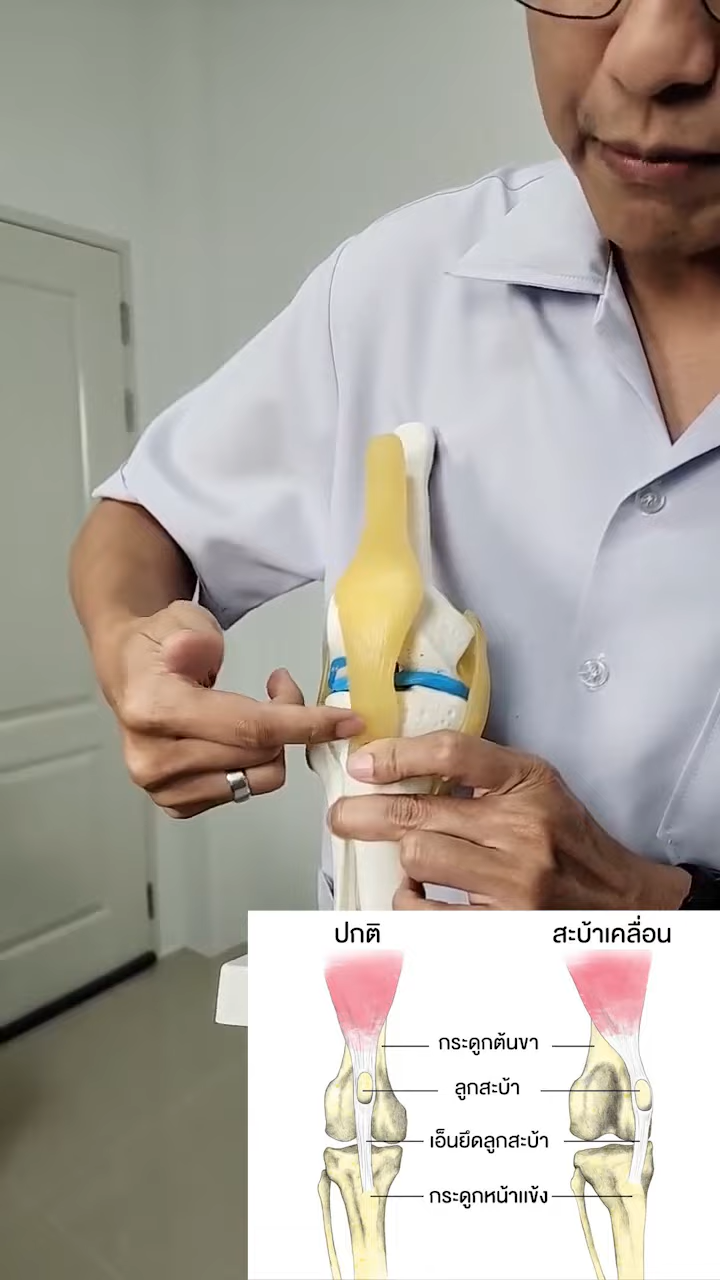 ปกติ
สะบ้าเคลื่อน
กระดูกต้นขา
ลูกสะบ้า
เอ็นยึดลูกสะบ้า
กระดูกหน้าแข้ง